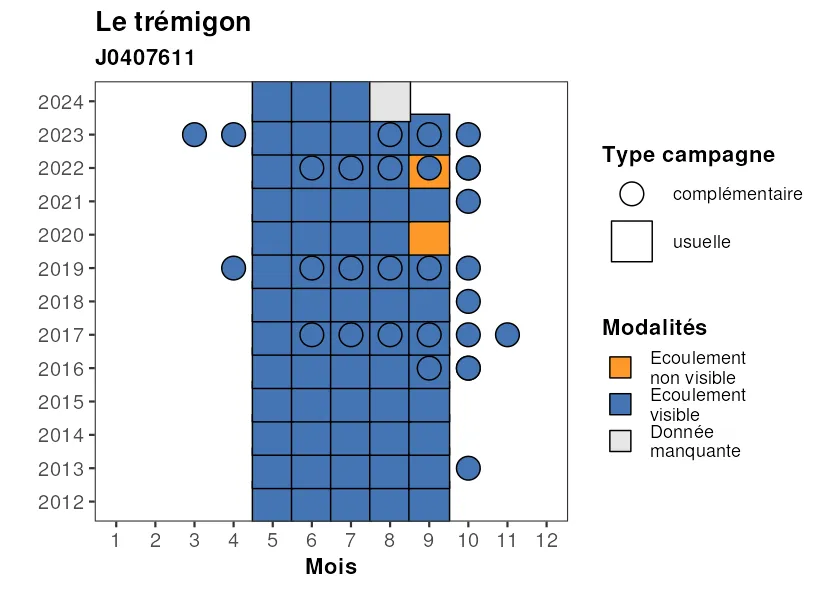 Le trémigon
J0407611
2024
2023
2022
2021
2020
2019
2018
2017
2016
2015
2014
2013
2012
1 2 3 4 5 6 7 8 9 10 11 12
Mois
Type campagne
complémentaire
usuelle
Modalités
Ecoulement
non visible
Ecoulement
visible
Donnée
manquante